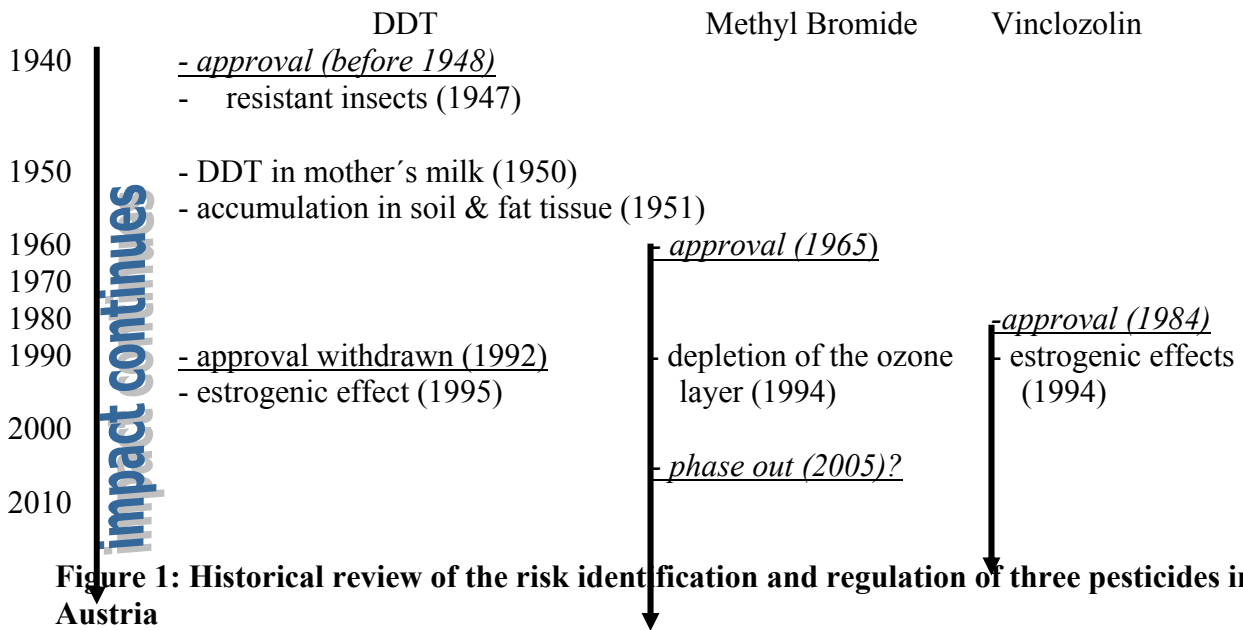 DDT Methyl Bromide Vinclozolin
1940 - approval (before 1948)
- resistant insects (1947)
1950 - DDT in mother´s milk (1950)
- accumulation in soil & fat tissue (1951)
1960 - approval (1965)
1970
1980 -approval (1984)
1990 - approval withdrawn (1992) - depletion of the ozone - estrogenic effects
- estrogenic effect (1995) layer (1994) (1994)
2000
- phase out (2005)?
2010
impact continues
Figure 1: Historical review of the risk identification and regulation of three pesticides in
Austria